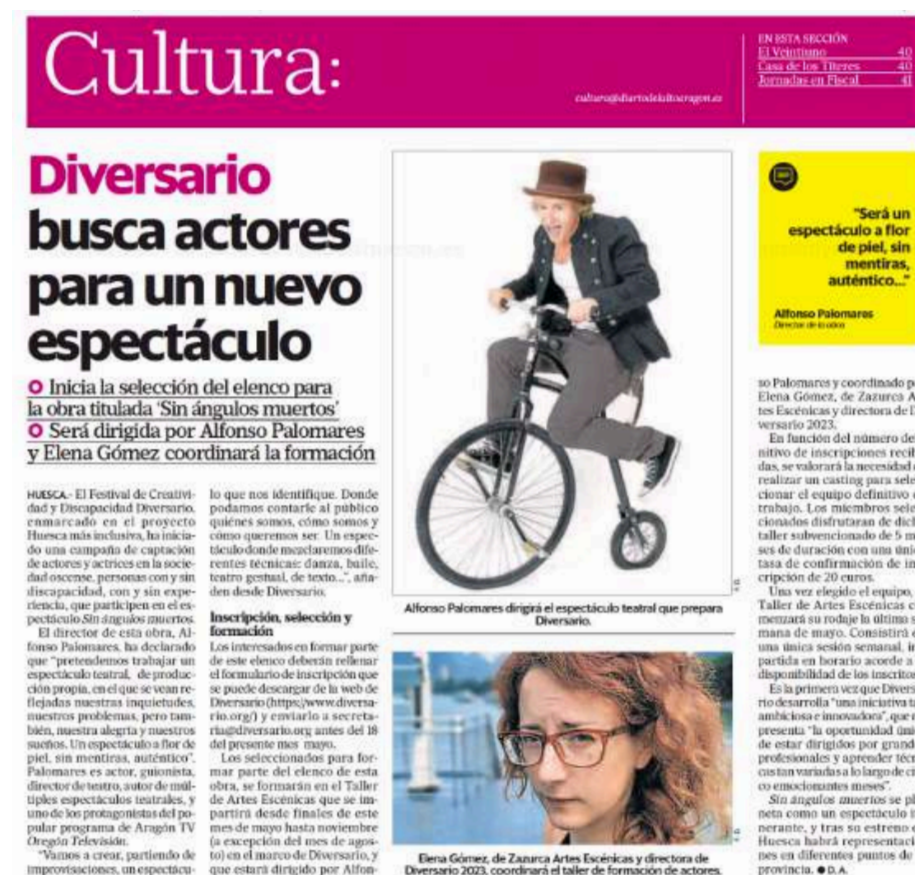 Cultura:
cultura@diariodelaltoaragon.es
EN ESTA SECCIÓN
El Veintiuno 40
Casa de los Títeres 40
Jornadas en Fiscal 41
Diversario
busca actores
para un nuevo
espectáculo
Inicia la selección del elenco para
la obra titulada ‘Sin ángulos muertos’
Será dirigida por Alfonso Palomares
y Elena Gómez coordinará la formación
HUESCA.- El Festival de Creativi-
dad y Discapacidad Diversario,
enmarcado en el proyecto
Huesca más inclusiva, ha inicia-
do una campaña de captación
de actores y actrices en la socie-
dad oscense, personas con y sin
discapacidad, con y sin expe-
riencia, que participen en el es-
pectáculo Sin ángulos muertos.
El director de esta obra, Al-
fonso Palomares, ha declarado
que “pretendemos trabajar un
espectáculo teatral, de produc-
ción propia, en el que se vean re-
flejadas nuestras inquietudes,
nuestros problemas, pero tam-
bién, nuestra alegría y nuestros
sueños. Un espectáculo a flor de
piel, sin mentiras, auténtico”.
Palomares es actor, guionista,
director de teatro, autor de múl-
tiples espectáculos teatrales, y
uno de los protagonistas del po-
pular programa de Aragón TV
Oregón Televisión.
“Vamos a crear, partiendo de
improvisaciones, un espectácu-
lo que nos identifique. Donde
podamos contarle al público
quiénes somos, cómo somos y
cómo queremos ser. Un espec-
táculo donde mezclaremos dife-
rentes técnicas: danza, baile,
teatro gestual, de texto...”, aña-
den desde Diversario.
Inscripción, selección y
formación
Los interesados en formar parte
de este elenco deberán rellenar
el formulario de inscripción que
se puede descargar de la web de
Diversario (https://www.diversa-
rio.org/) y enviarlo a secreta-
ria@diversario.org antes del 18
del presente mes mayo.
Los seleccionados para for-
mar parte del elenco de esta
obra, se formarán en el Taller
de Artes Escénicas que se im-
partirá desde finales de este
mes de mayo hasta noviembre
(a excepción del mes de agos-
to) en el marco de Diversario, y
que estará dirigido por Alfon-
Alfonso Palomares dirigirá el espectáculo teatral que prepara
Diversario.
Elena Gómez, de Zazurca Artes Escénicas y directora de
Diversario 2023, coordinará el taller de formación de actores.
"Será un
espectáculo a flor
de piel, sin
mentiras,
auténtico..."
Alfonso Palomares
Director de la obra
so Palomares y coordinado p
Elena Gómez, de Zazurca A
tes Escénicas y directora de D
versario 2023.
En función del número de
nitivo de inscripciones recib
das, se valorará la necesidad
realizar un casting para sele
cionar el equipo definitivo
trabajo. Los miembros sele
cionados disfrutaran de dic
taller subvencionado de 5 m
ses de duración con una úni
tasa de confirmación de in
cripción de 20 euros.
Una vez elegido el equipo,
Taller de Artes Escénicas c
menzará su rodaje la última s
mana de mayo. Consistirá
una única sesión semanal, i
partida en horario acorde a
disponibilidad de los inscrito
Es la primera vez que Divers
rio desarrolla “una iniciativa ta
ambiciosa e innovadora”, que
presenta “la oportunidad úni
de estar dirigidos por grand
profesionales y aprender técn
cas tan variadas a lo largo de ci
co emocionantes meses”.
Sin ángulos muertos se pl
neta como un espectáculo i
nerante, y tras su estreno
Huesca habrá representaci
nes en diferentes puntos de
provincia. ● D.A.